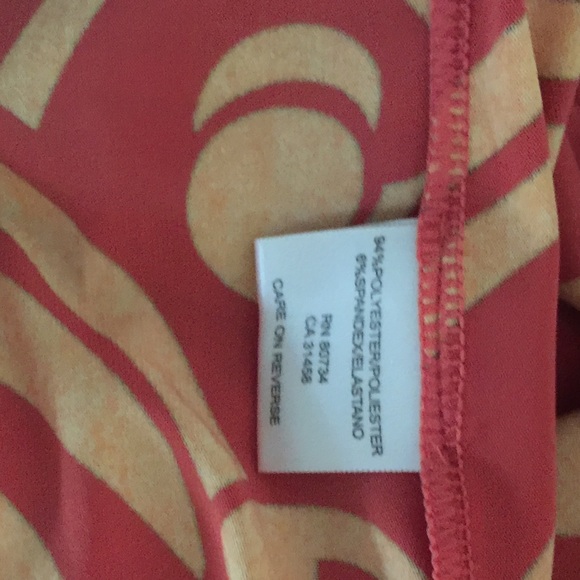 94%POLYESTER/POLIESTER
6%SPANDEX/ELASTANO
RN 80734
CA 31458
CARE ON REVERSE